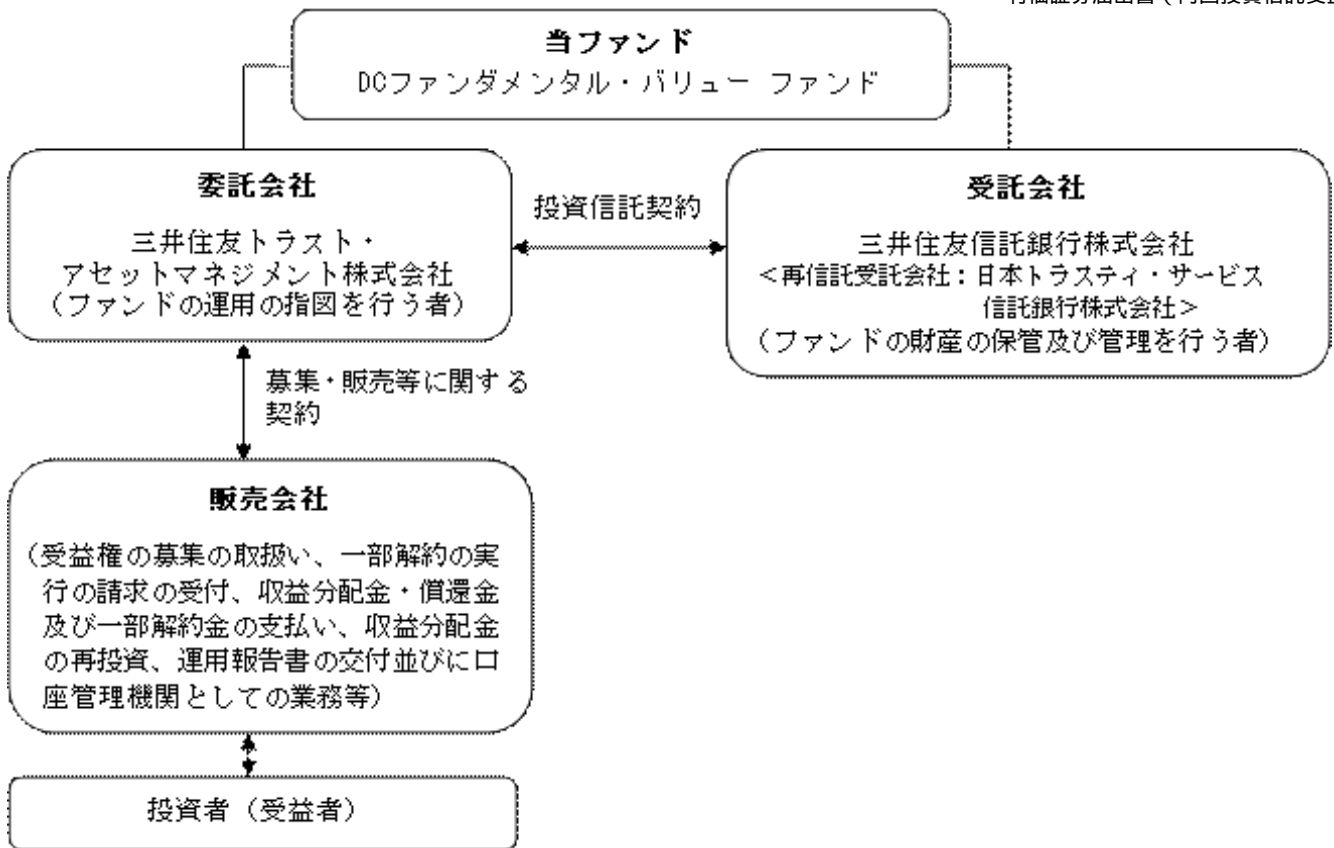 当ファンド
DCファンダメンタル・バリュー ファンド
委託会社
三井住友トラスト・
アセットマネジメント株式会社
（ファンドの運用の指図を行う者）
投資信託契約
受託会社
三井住友信託銀行株式会社
＜再信託受託会社：日本トラスティ・サービス
信託銀行株式会社＞
（ファンドの財産の保管及び管理を行う者）
募集・販売等に関する
契約
販売会社
（受益権の募集の取扱い、一部解約の実
行の請求の受付、収益分配金・償還金
及び一部解約金の支払い、収益分配金
の再投資、運用報告書の交付並びに口
座管理機関としての業務等）
投資者（受益者）